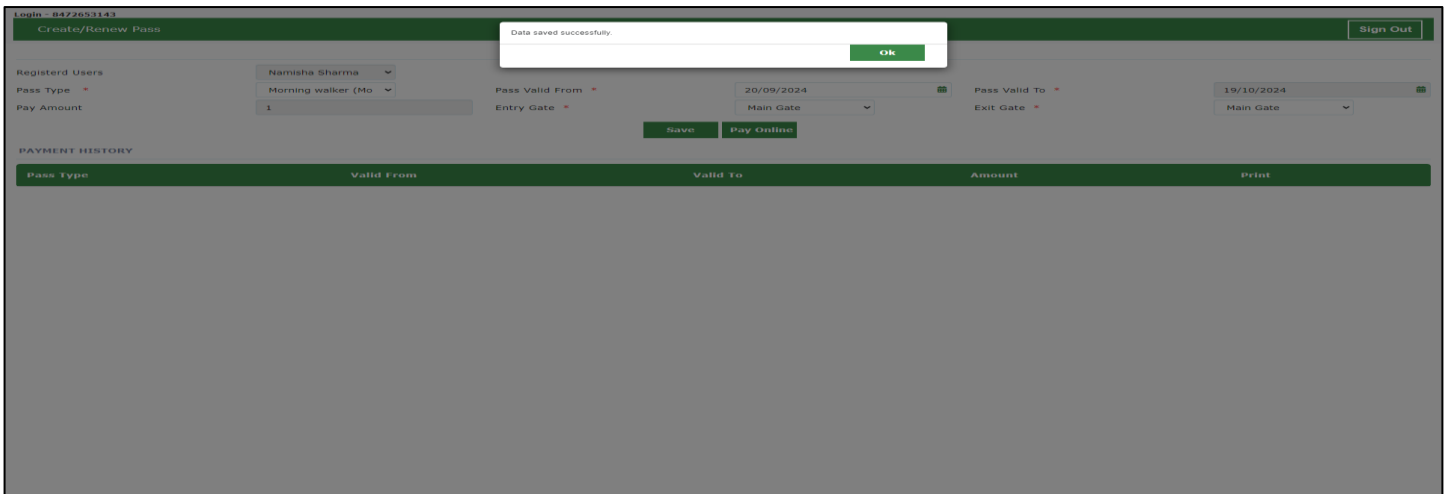 Login - 8472653143
Create/Renew Pass
Sign Out
Data saved successfully.
Ok
Registerd Users Namisha Sharma
Pass Type * Morning walker (Mo Pass Valid From * 20/09/2024 Pass Valid To * 19/10/2024
Pay Amount 1 Entry Gate * Main Gate Exit Gate * Main Gate
Save Pay Online
PAYMENT HISTORY
Pass Type Valid From Valid To Amount Print